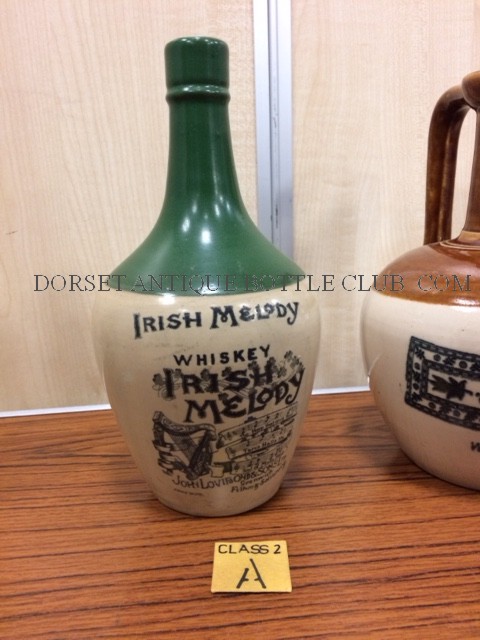 DORSET ANTIQUE BOTTLE CLUB .COM
IRISH MELODY
WHISKEY
IRISH
MELODY
CLASS 2
A